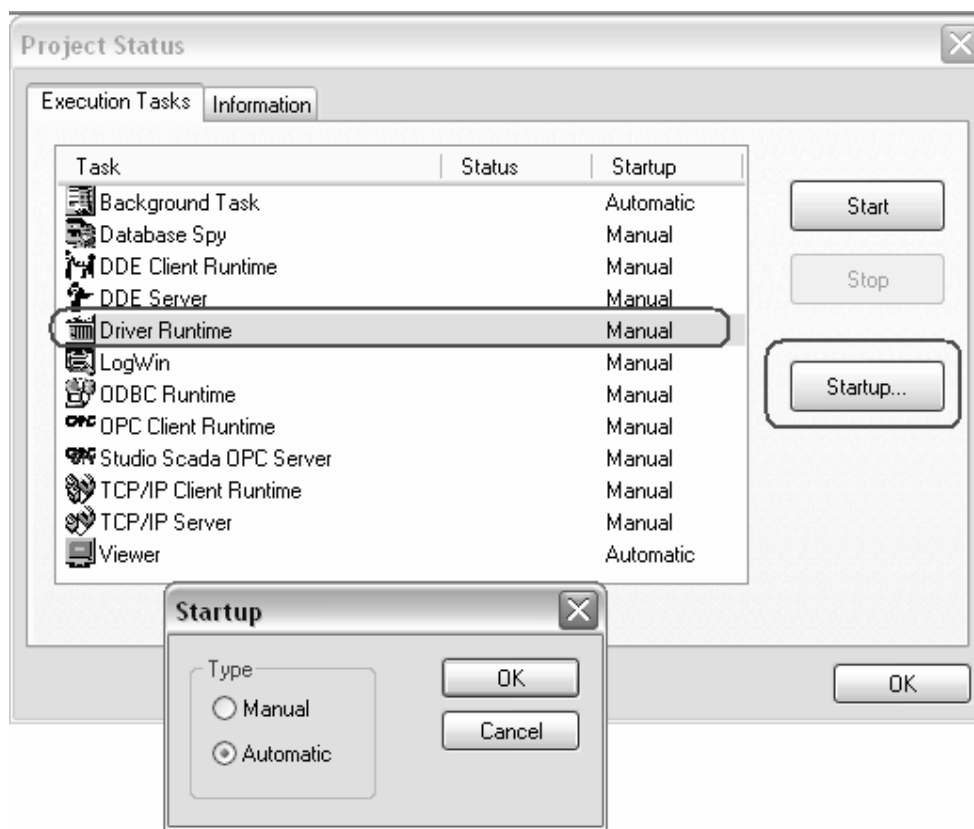 Project Status
Execution Tasks Information
Task Status Startup
Background Task Automatic
Database Spy Manual
DDE Client Runtime Manual
DDE Server Manual
Driver Runtime Manual
LogWin Manual
ODBC Runtime Manual
OPC OPC Client Runtime Manual
Studio Scada OPC Server Manual
TCP/IP Client Runtime Manual
TCP/IP Server Manual
Viewer Automatic
Start
Stop
Startup...
OK
Startup
Type
Manual
Automatic
OK
Cancel